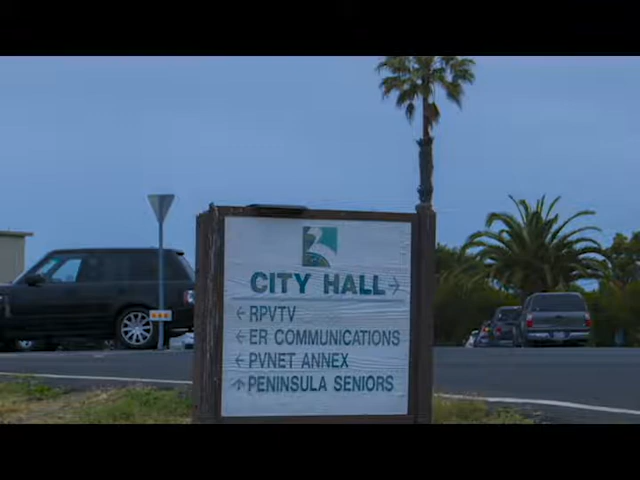 CITY HALL →
← RPVTV
← ER COMMUNICATIONS
← PVNET ANNEX
↑ PENINSULA SENIORS